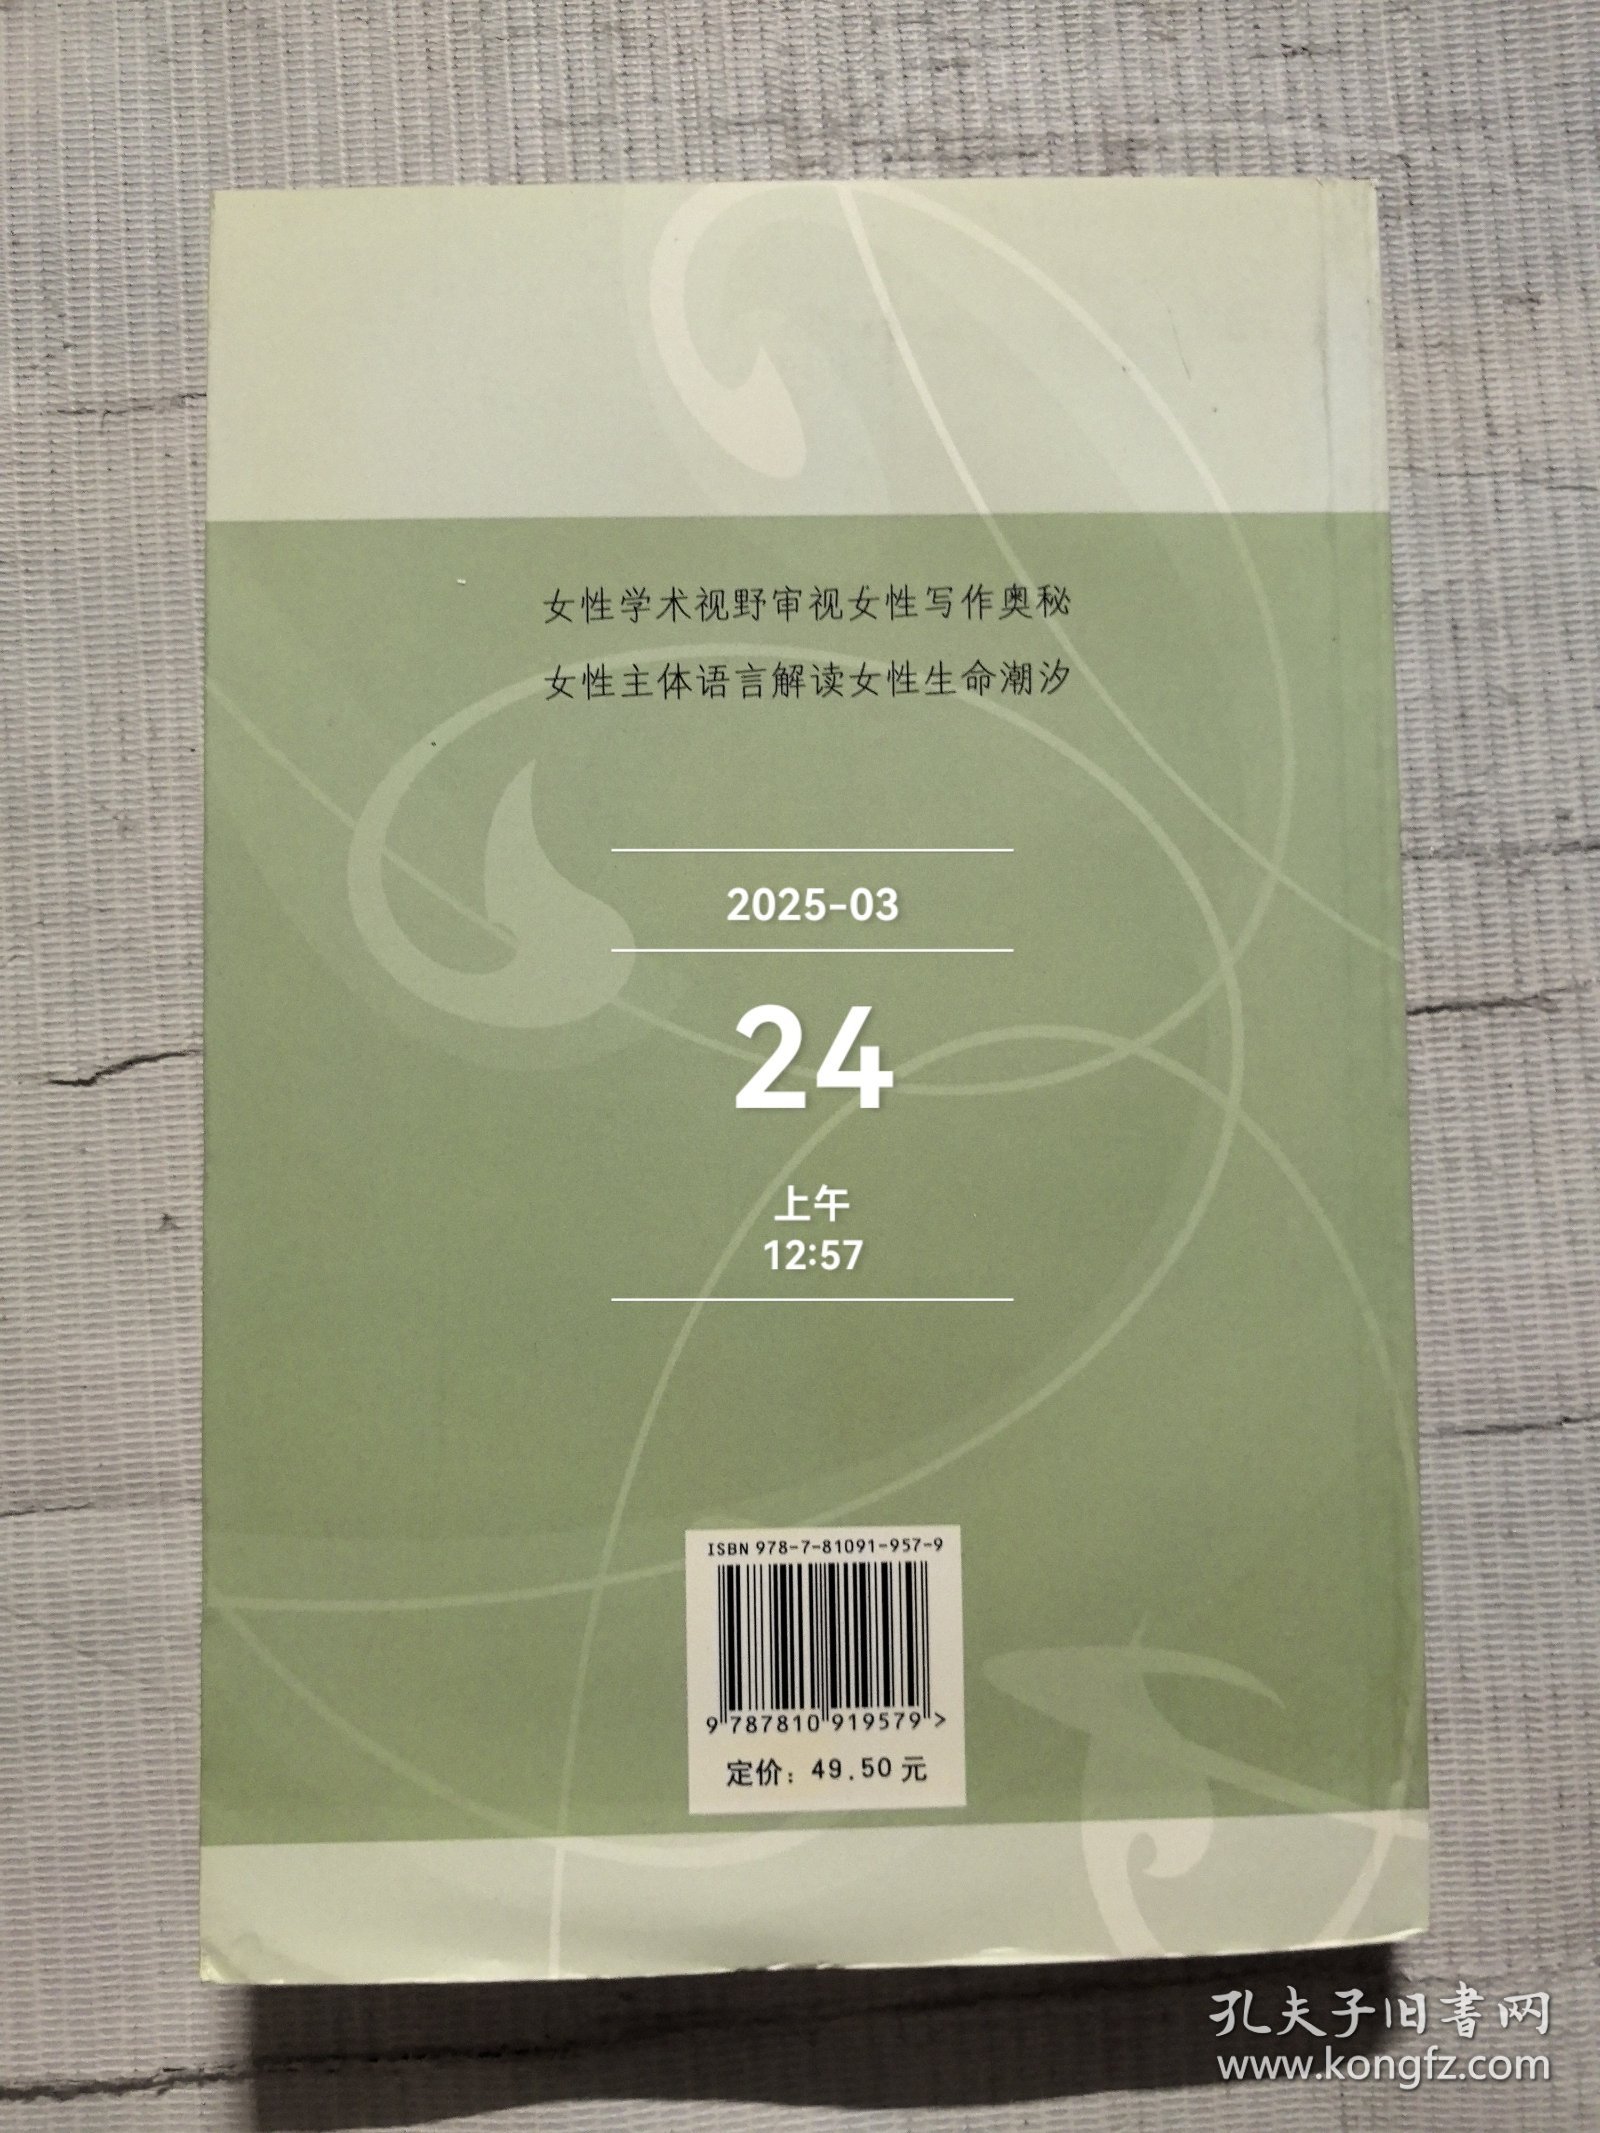 女性学术视野审视女性写作奥秘
女性主体语言解读女性生命潮汐
2025-03
24
上午
12:57
ISBN 978-7-81091-957-9
9 787810 919579 >
定价：49.50 元
孔夫子旧书网
www.kongfz.com